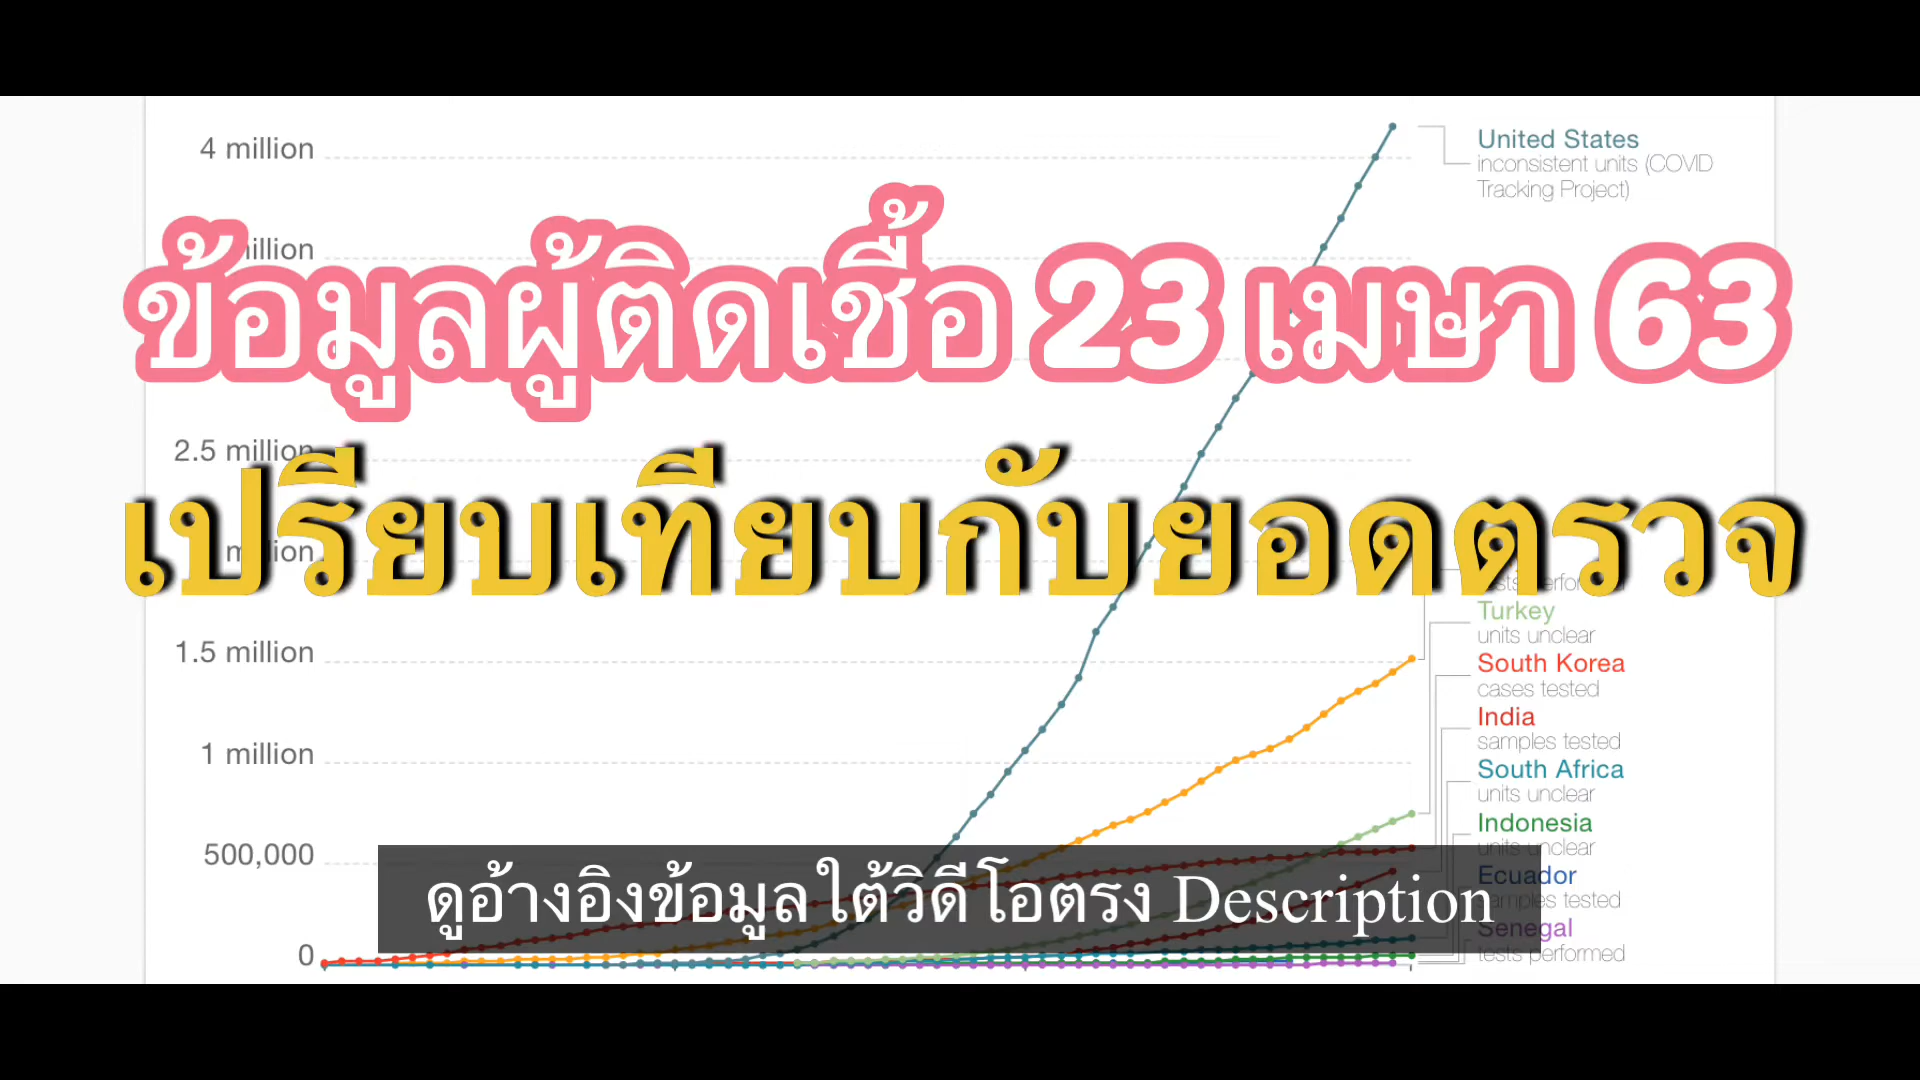 4 million
United States
inconsistent units (COVID
Tracking Project)
ข้อมูลผู้ติดเชื้อ 23 เมษา 63
2.5 million
เปรียบเทียบกับยอดตรวจ
Turkey
units unclear
1.5 million
South Korea
cases tested
India
samples tested
1 million
South Africa
units unclear
Indonesia
units unclear
500,000
Ecuador
samples tested
ดูอ้างอิงข้อมูลใต้วิดีโอตรง Description
Senegal
tests performed
0